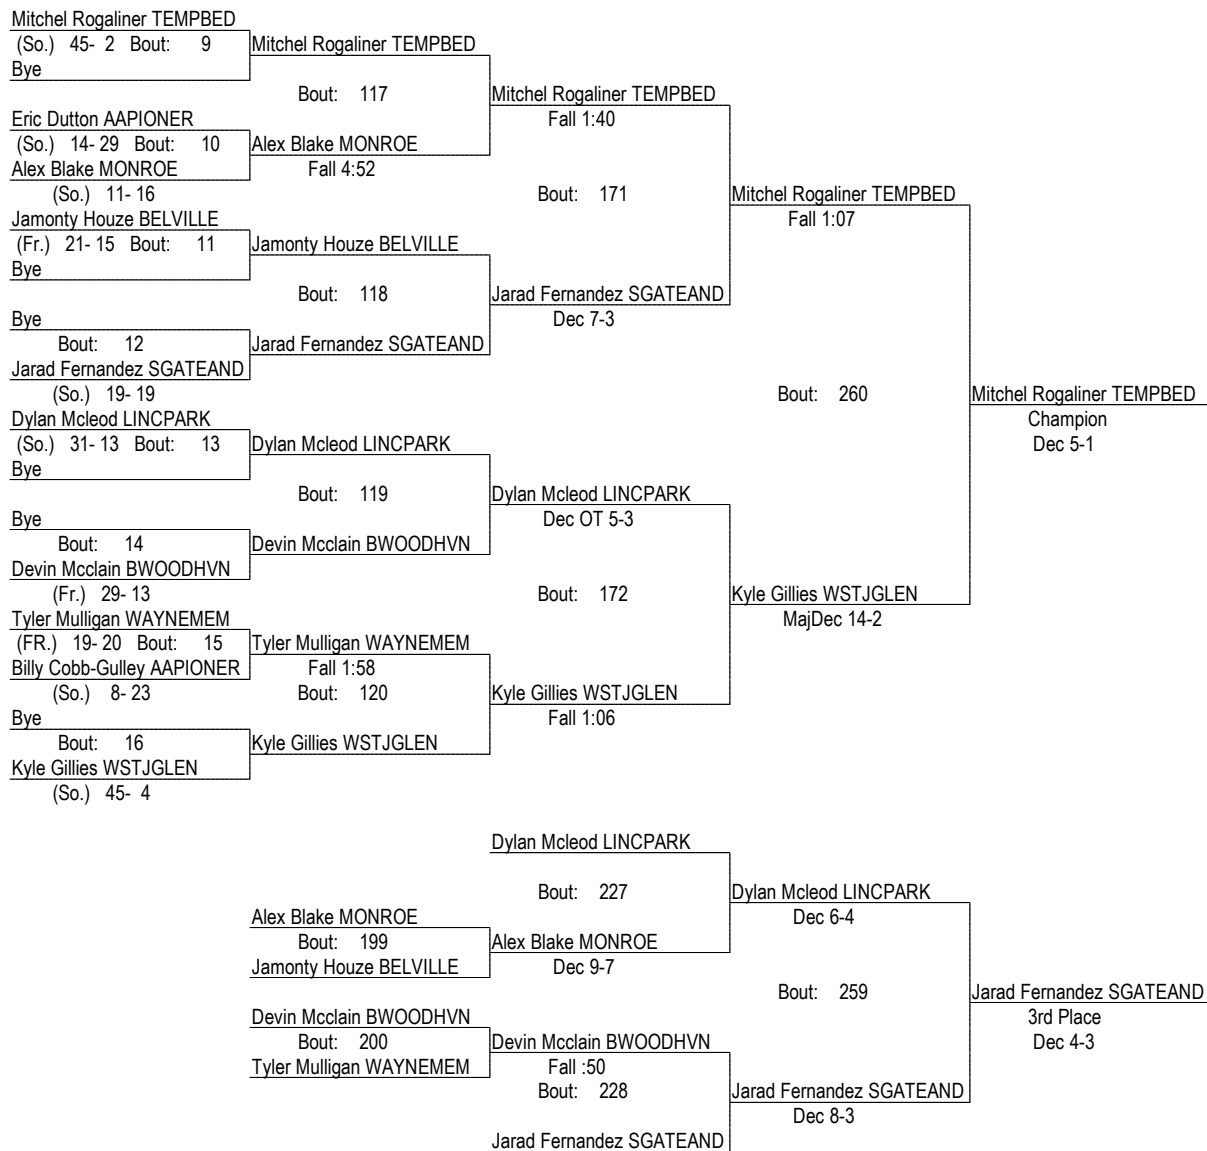 Mitchel Rogaliner TEMPBED
(So.) 45- 2 Bout: 9
Mitchel Rogaliner TEMPBED
Bye
Bout: 117
Mitchel Rogaliner TEMPBED
Eric Dutton AAPIONER
Fall 1:40
(So.) 14- 29 Bout: 10
Alex Blake MONROE
Alex Blake MONROE
Fall 4:52
(So.) 11- 16
Bout: 171
Mitchel Rogaliner TEMPBED
Jamonty Houze BELVILLE
Fall 1:07
(Fr.) 21- 15 Bout: 11
Jamonty Houze BELVILLE
Bye
Bout: 118
Jarad Fernandez SGATEAND
Bye
Dec 7-3
Bout: 12
Jarad Fernandez SGATEAND
Jarad Fernandez SGATEAND
(So.) 19- 19
Bout: 260
Mitchel Rogaliner TEMPBED
Dylan Mcleod LINCPARK
Champion
(So.) 31- 13 Bout: 13
Dylan Mcleod LINCPARK
Dec 5-1
Bye
Bout: 119
Dylan Mcleod LINCPARK
Bye
Dec OT 5-3
Bout: 14
Devin Mcclain BWOODHVN
Devin Mcclain BWOODHVN
(Fr.) 29- 13
Bout: 172
Kyle Gillies WSTJGLEN
Tyler Mulligan WAYNEMEM
MajDec 14-2
(FR.) 19- 20 Bout: 15
Tyler Mulligan WAYNEMEM
Billy Cobb-Gulley AAPIONER
Fall 1:58
(So.) 8- 23
Bout: 120
Kyle Gillies WSTJGLEN
Bye
Fall 1:06
Bout: 16
Kyle Gillies WSTJGLEN
Kyle Gillies WSTJGLEN
(So.) 45- 4
Dylan Mcleod LINCPARK
Bout: 227
Dylan Mcleod LINCPARK
Alex Blake MONROE
Dec 6-4
Bout: 199
Alex Blake MONROE
Jamonty Houze BELVILLE
Dec 9-7
Bout: 259
Jarad Fernandez SGATEAND
Devin Mcclain BWOODHVN
3rd Place
Bout: 200
Devin Mcclain BWOODHVN
Dec 4-3
Tyler Mulligan WAYNEMEM
Fall :50
Bout: 228
Jarad Fernandez SGATEAND
Dec 8-3
Jarad Fernandez SGATEAND